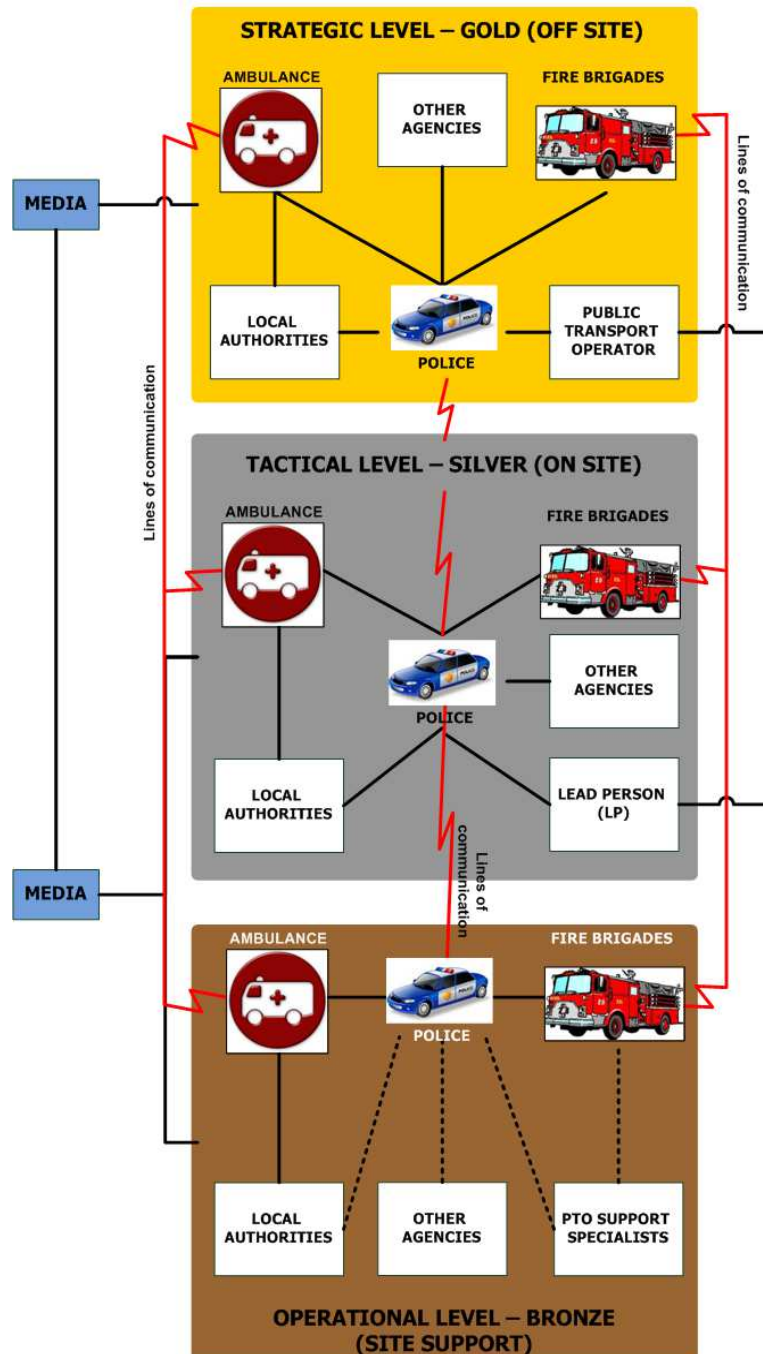 STRATEGIC LEVEL – GOLD (OFF SITE)
AMBULANCE
OTHER
AGENCIES
FIRE BRIGADES
MEDIA
Lines of communication
LOCAL
AUTHORITIES
POLICE
POLICE
PUBLIC
TRANSPORT
OPERATOR
Lines of communication
TACTICAL LEVEL – SILVER (ON SITE)
AMBULANCE
FIRE BRIGADES
POLICE
POLICE
OTHER
AGENCIES
LOCAL
AUTHORITIES
LEAD PERSON
(LP)
Lines of
communication
MEDIA
AMBULANCE
FIRE BRIGADES
POLICE
POLICE
LOCAL
AUTHORITIES
OTHER
AGENCIES
PTO SUPPORT
SPECIALISTS
OPERATIONAL LEVEL – BRONZE
(SITE SUPPORT)